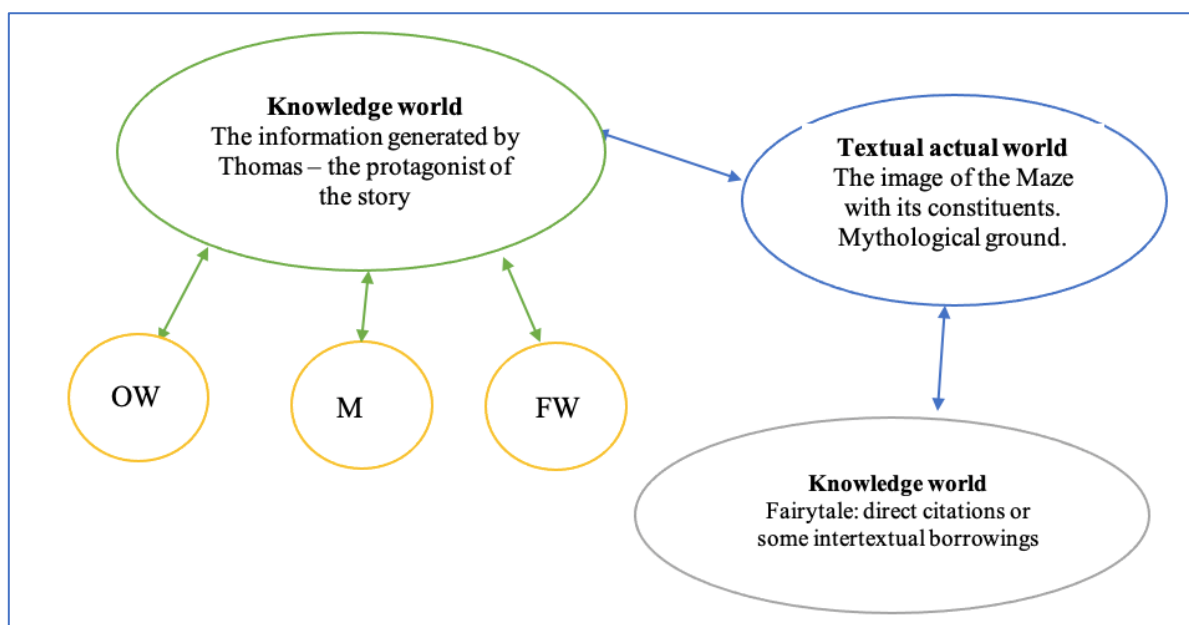 Knowledge world
The information generated by
Thomas – the protagonist of
the story
Textual actual world
The image of the Maze
with its constituents.
Mythological ground.
OW
M
FW
Knowledge world
Fairytale: direct citations or
some intertextual borrowings